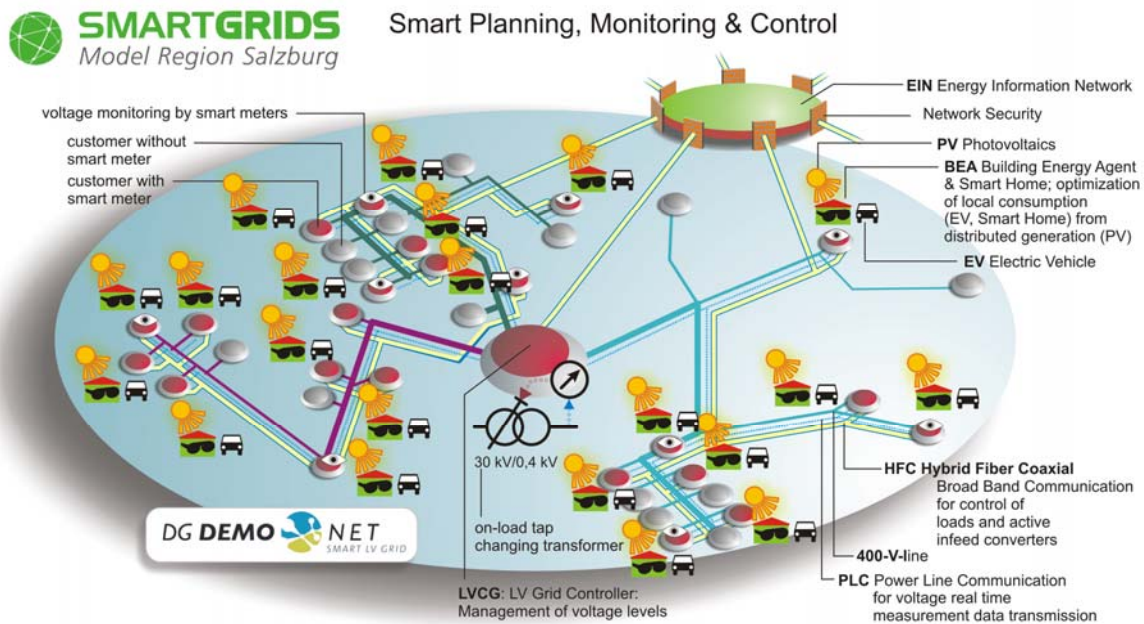 SMARTGRIDS
Model Region Salzburg
Smart Planning, Monitoring & Control
EIN Energy Information Network
Network Security
PV Photovoltaics
BEA Building Energy Agent
& Smart Home; optimization
of local consumption
(EV, Smart Home) from
distributed generation (PV)
EV Electric Vehicle
voltage monitoring by smart meters
customer without
smart meter
customer with
smart meter
30 kV/0,4 kV
on-load tap
changing transformer
LVCG: LV Grid Controller:
Management of voltage levels
HFC Hybrid Fiber Coaxial
Broad Band Communication
for control of
loads and active
infeed converters
400-V-line
PLC Power Line Communication
for voltage real time
measurement data transmission
DG DEMO NET
SMART LV GRID